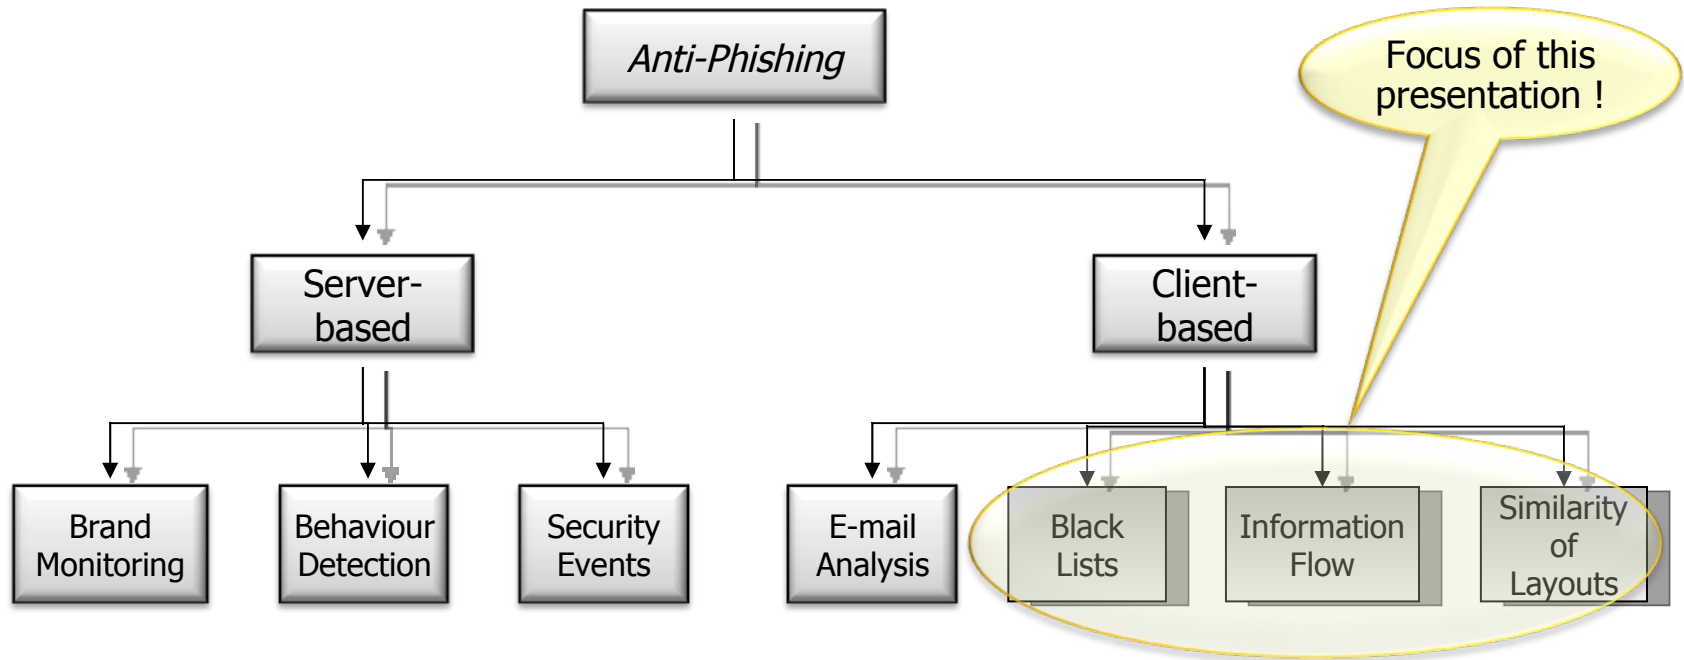 Anti-Phishing
Focus of this
presentation !
Server-
based
Client-
based
Brand
Monitoring
Behaviour
Detection
Security
Events
E-mail
Analysis
Black
Lists
Information
Flow
Similarity
of
Layouts